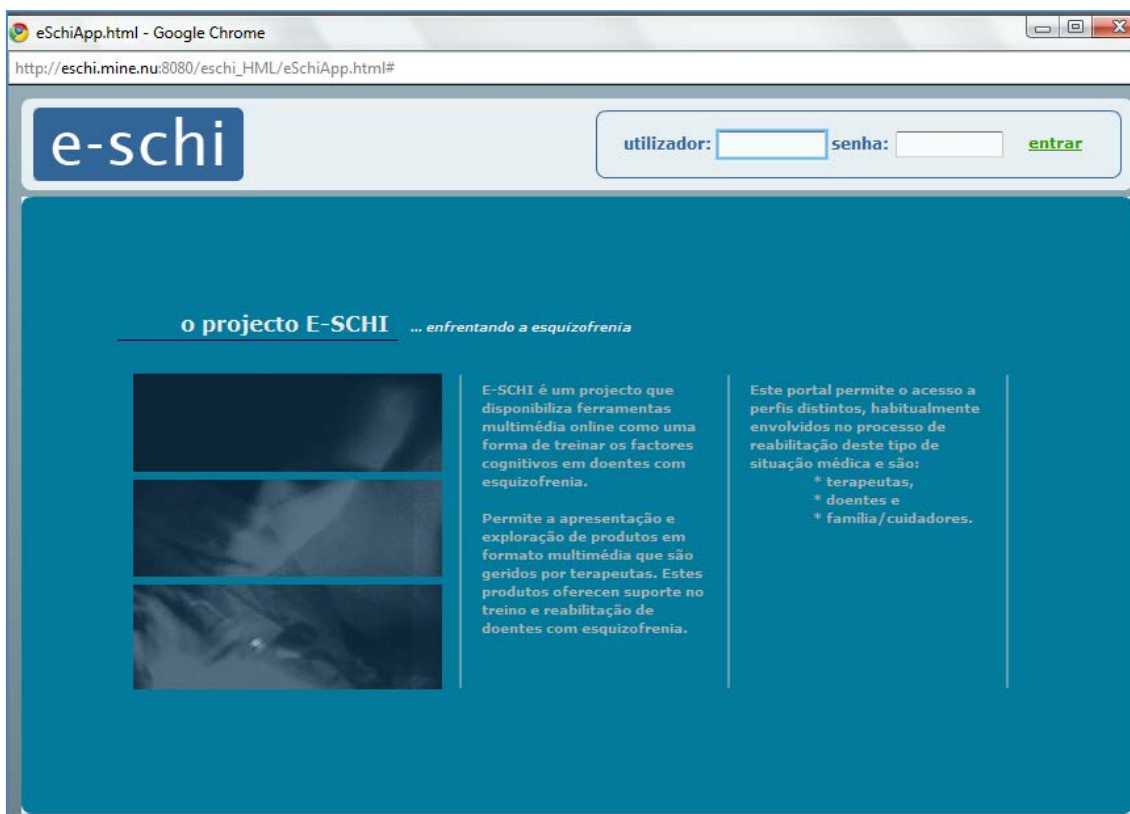 eSchiApp.html - Google Chrome
http://eschi.mine.nu:8080/eschi_HML/eSchiApp.html#
e-schi
utilizador: senha: entrar
o projecto E-SCHI ... enfrentando a esquizofrenia
E-SCHI é um projecto que
disponibiliza ferramentas
multimédia online como uma
forma de treinar os factores
cognitivos em doentes com
esquizofrenia.
Permite a apresentação e
exploração de produtos em
formato multimédia que são
geridos por terapeutas. Estes
produtos oferecen suporte no
treino e reabilitação de
doentes com esquizofrenia.
Este portal permite o acesso a
perfis distintos, habitualmente
envolvidos no processo de
reabilitação deste tipo de
situação médica e são:
* terapeutas,
* doentes e
* família/cuidadores.